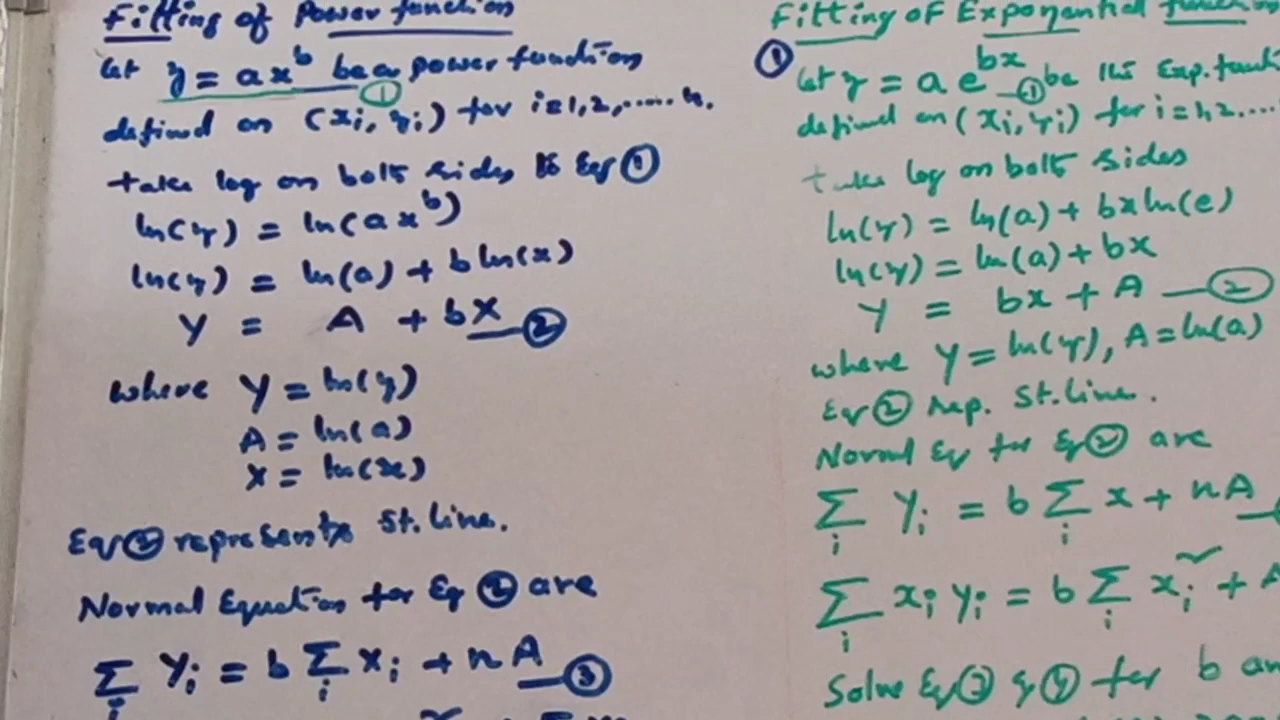 Fitting of Power function
let y = ax^b be a power function
①
defined on (xi, yi) for i=1,2,.....n.
take log on both sides to Eq ①
ln(y) = ln(ax^b)
ln(y) = ln(a) + b ln(x)
Y = A + bX — ②
where Y = ln(y)
A = ln(a)
X = ln(x)
Eq ② represents St. line.
Normal Equation for Eq ② are
∑i Yi = b ∑i Xi + nA — ③
Fitting of Exponential function
① let y = a e^bx — ① be the Exp. functi
defined on (xi, yi) for i=1,2....
take log on both sides
ln(y) = ln(a) + bx ln(e)
ln(y) = ln(a) + bx
Y = bx + A — ②
where Y = ln(y), A = ln(a)
Eq ② rep. St. line.
Normal Eq for Eq ② are
∑i Yi = b ∑i x + nA —
∑i xi yi = b ∑i xi² + A
Solve Eq ③ & ④ for b an